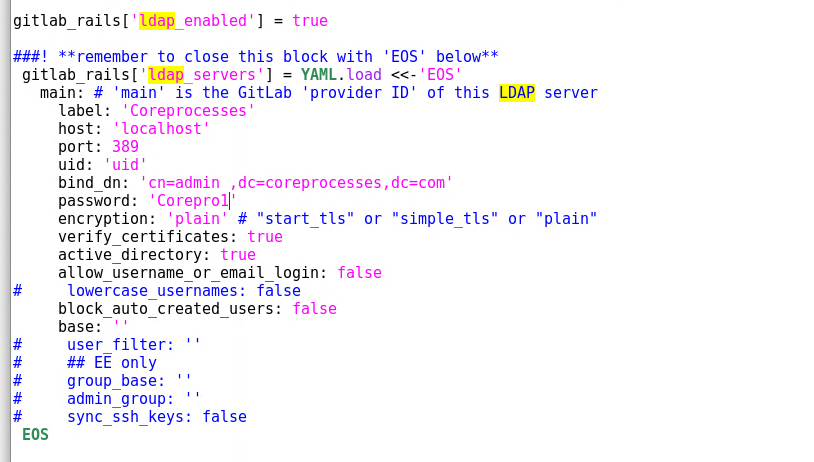 gitlab_rails['ldap_enabled'] = true

###! **remember to close this block with 'EOS' below**
 gitlab_rails['ldap_servers'] = YAML.load <<-'EOS'
   main: # 'main' is the GitLab 'provider ID' of this LDAP server
     label: 'Coreprocesses'
     host: 'localhost'
     port: 389
     uid: 'uid'
     bind_dn: 'cn=admin ,dc=coreprocesses,dc=com'
     password: 'Corepro1'
     encryption: 'plain' # "start_tls" or "simple_tls" or "plain"
     verify_certificates: true
     active_directory: true
     allow_username_or_email_login: false
#     lowercase_usernames: false
     block_auto_created_users: false
     base: ''
#     user_filter: ''
#     ## EE only
#     group_base: ''
#     admin_group: ''
#     sync_ssh_keys: false
 EOS